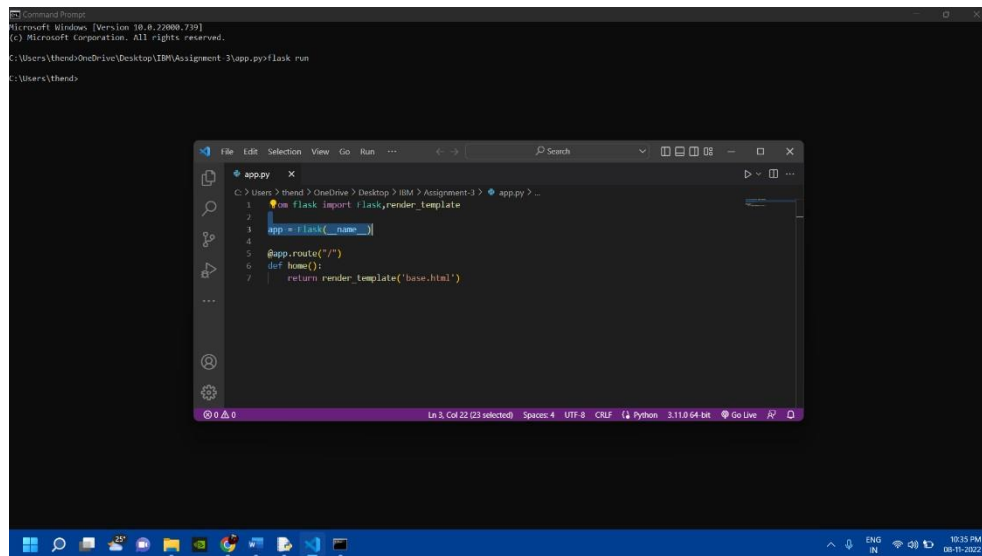 Command Prompt
Microsoft Windows [Version 10.0.22000.739]
(c) Microsoft Corporation. All rights reserved.
C:\Users\thend>OneDrive\Desktop\IBM\Assignment-3\app.py>flask run
C:\Users\thend>
File Edit Selection View Go Run ··· Search
app.py
C: > Users > thend > OneDrive > Desktop > IBM > Assignment-3 > app.py > ...
1 om flask import Flask,render_template
2
3 app = Flask(__name__)
4
5 @app.route("/")
6 def home():
7 return render_template('base.html')
0 0 Ln 3, Col 22 (23 selected) Spaces: 4 UTF-8 CRLF Python 3.11.0 64-bit Go Live
25°
ENG
IN
10:35 PM
08-11-2022